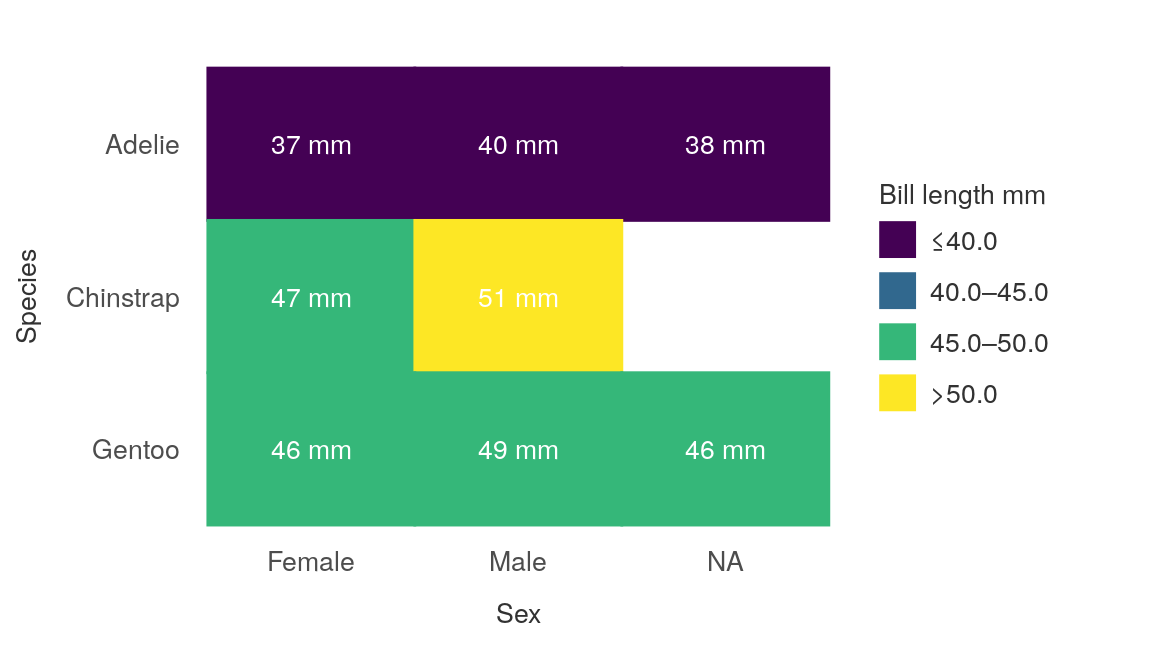 Adelie
37 mm
40 mm
38 mm
Chinstrap
47 mm
51 mm
Gentoo
46 mm
49 mm
46 mm
Species
Female
Male
NA
Sex
Bill length mm
≤40.0
40.0–45.0
45.0–50.0
>50.0